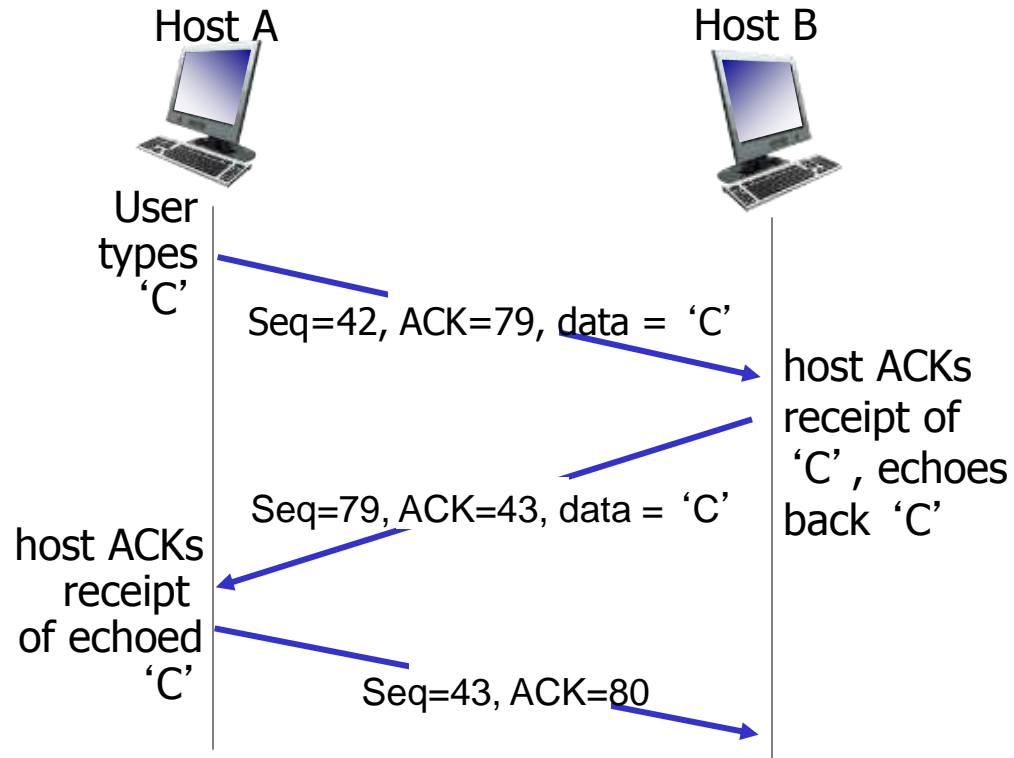 Host A
Host B
User
types
‘C’
Seq=42, ACK=79, data = ‘C’
host ACKs
receipt of
‘C’, echoes
back ‘C’
Seq=79, ACK=43, data = ‘C’
host ACKs
receipt
of echoed
‘C’
Seq=43, ACK=80